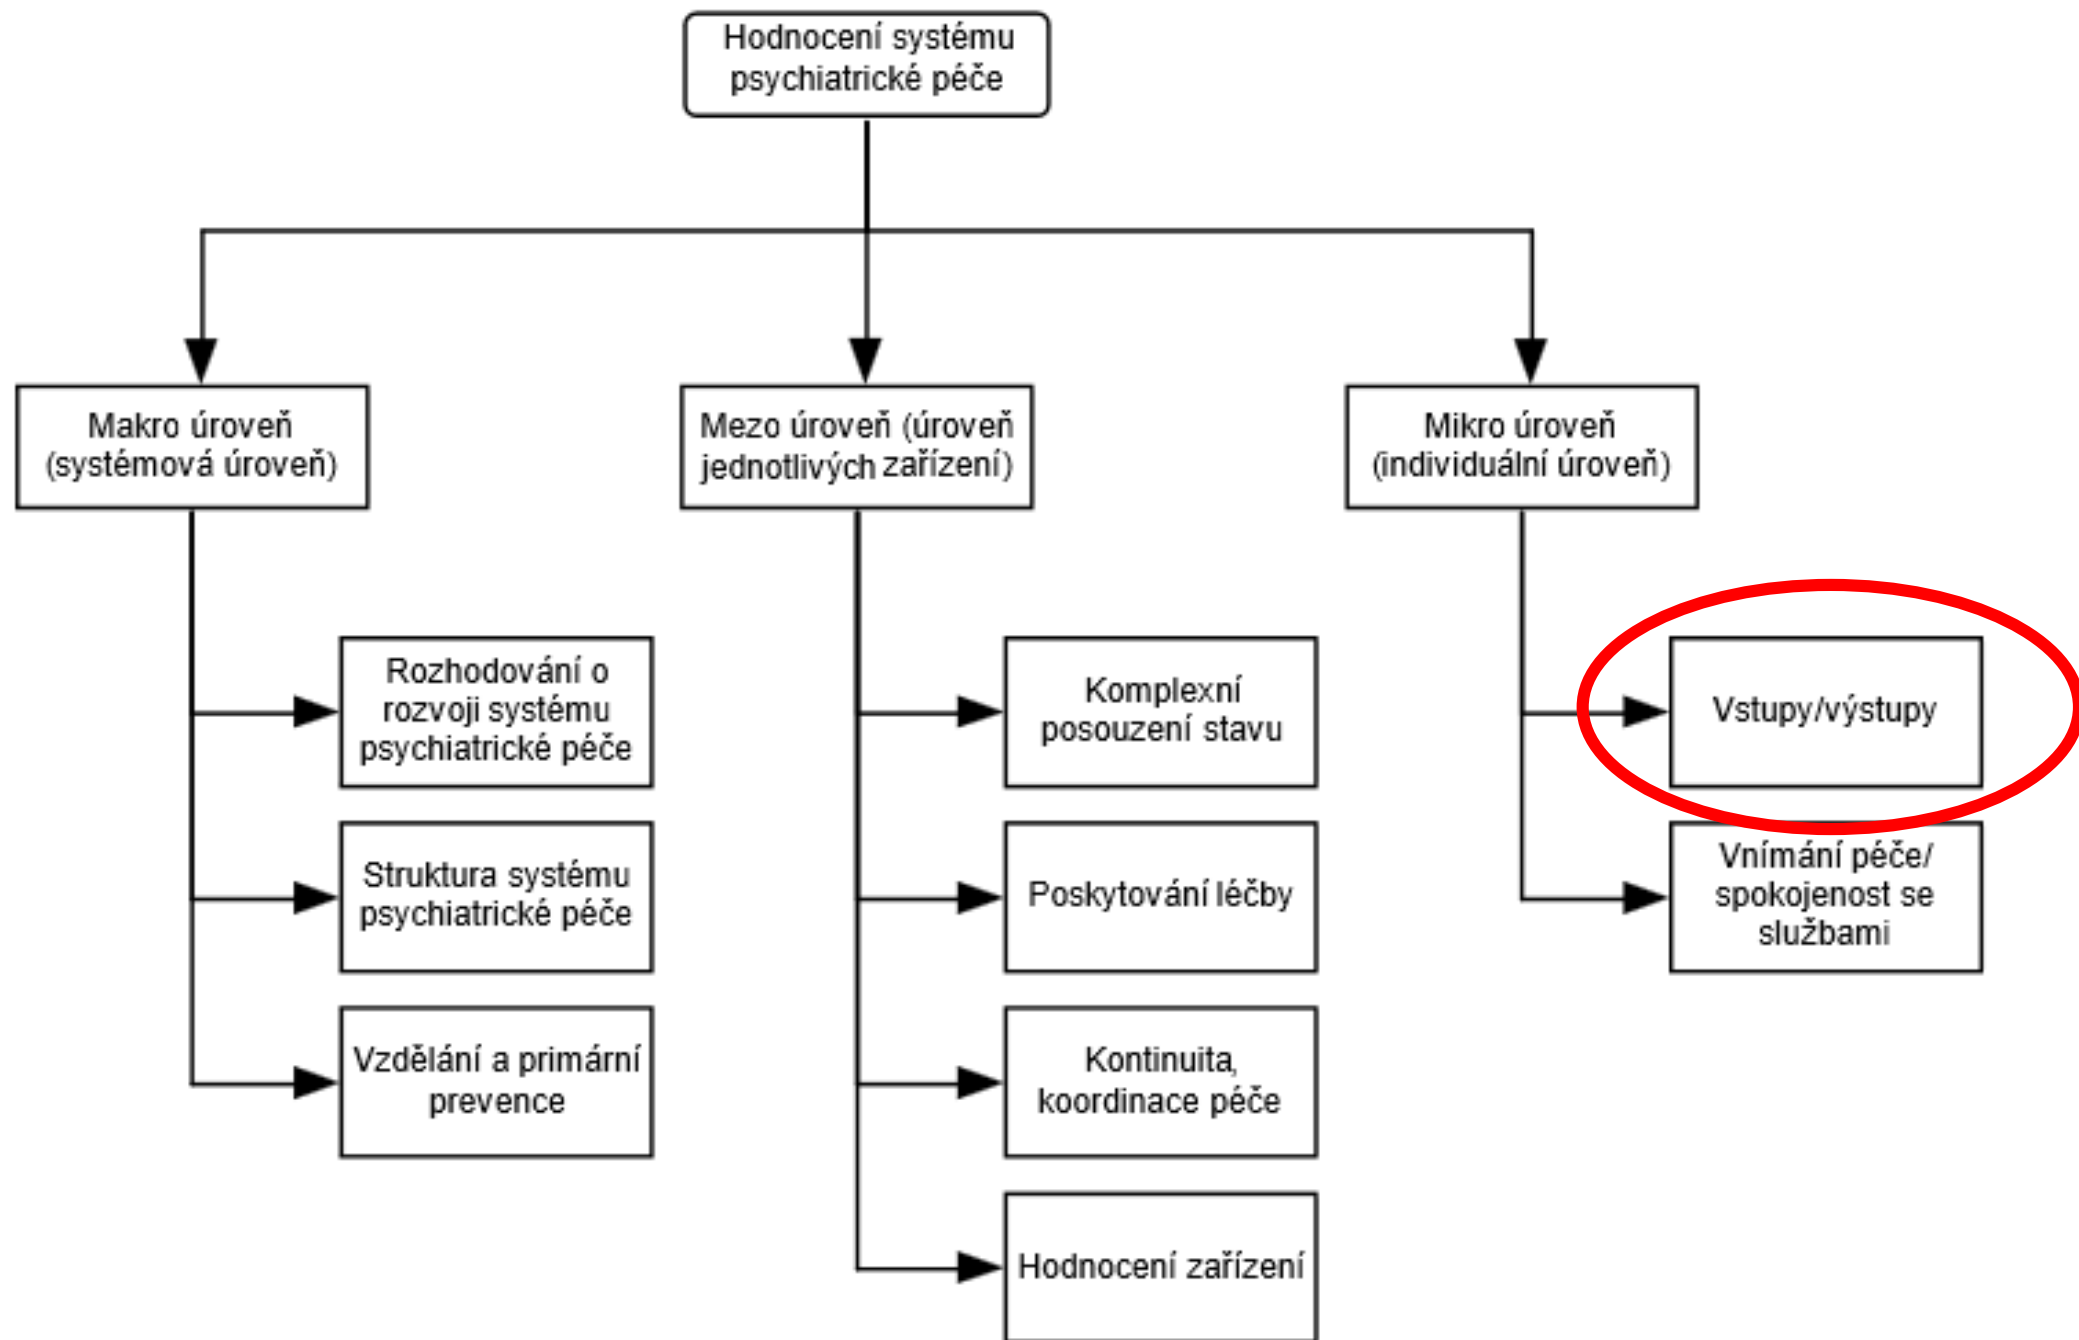 Hodnocení systému
psychiatrické péče
Makro úroveň
(systémová úroveň)
Mezo úroveň (úroveň
jednotlivých zařízení)
Mikro úroveň
(individuální úroveň)
Rozhodování o
rozvoji systému
psychiatrické péče
Struktura systému
psychiatrické péče
Vzdělání a primární
prevence
Komplexní
posouzení stavu
Poskytování léčby
Kontinuita,
koordinace péče
Hodnocení zařízení
Vstupy/výstupy
Vnímání péče/
spokojenost se
službami